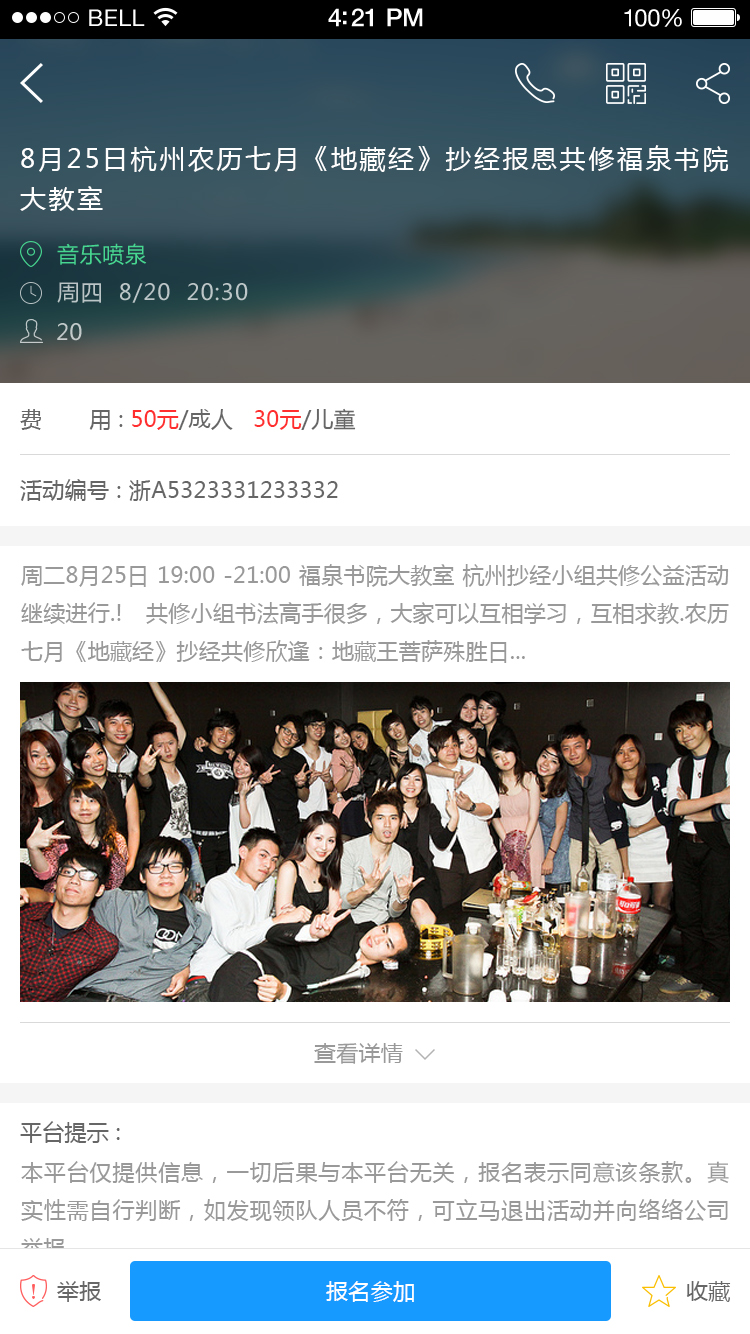 BELL 4:21 PM 100%
8月25日杭州农历七月《地藏经》抄经报恩共修福泉书院
大教室
音乐喷泉
周四 8/20 20:30
20
费 用 : 50元/成人 30元/儿童
活动编号 : 浙A5323331233332
周二8月25日 19:00 -21:00 福泉书院大教室 杭州抄经小组共修公益活动
继续进行.! 共修小组书法高手很多，大家可以互相学习，互相求教.农历
七月《地藏经》抄经共修欣逢：地藏王菩萨殊胜日...
查看详情
平台提示 :
本平台仅提供信息，一切后果与本平台无关，报名表示同意该条款。真
实性需自行判断，如发现领队人员不符，可立马退出活动并向络络公司
举报
举报 报名参加 收藏